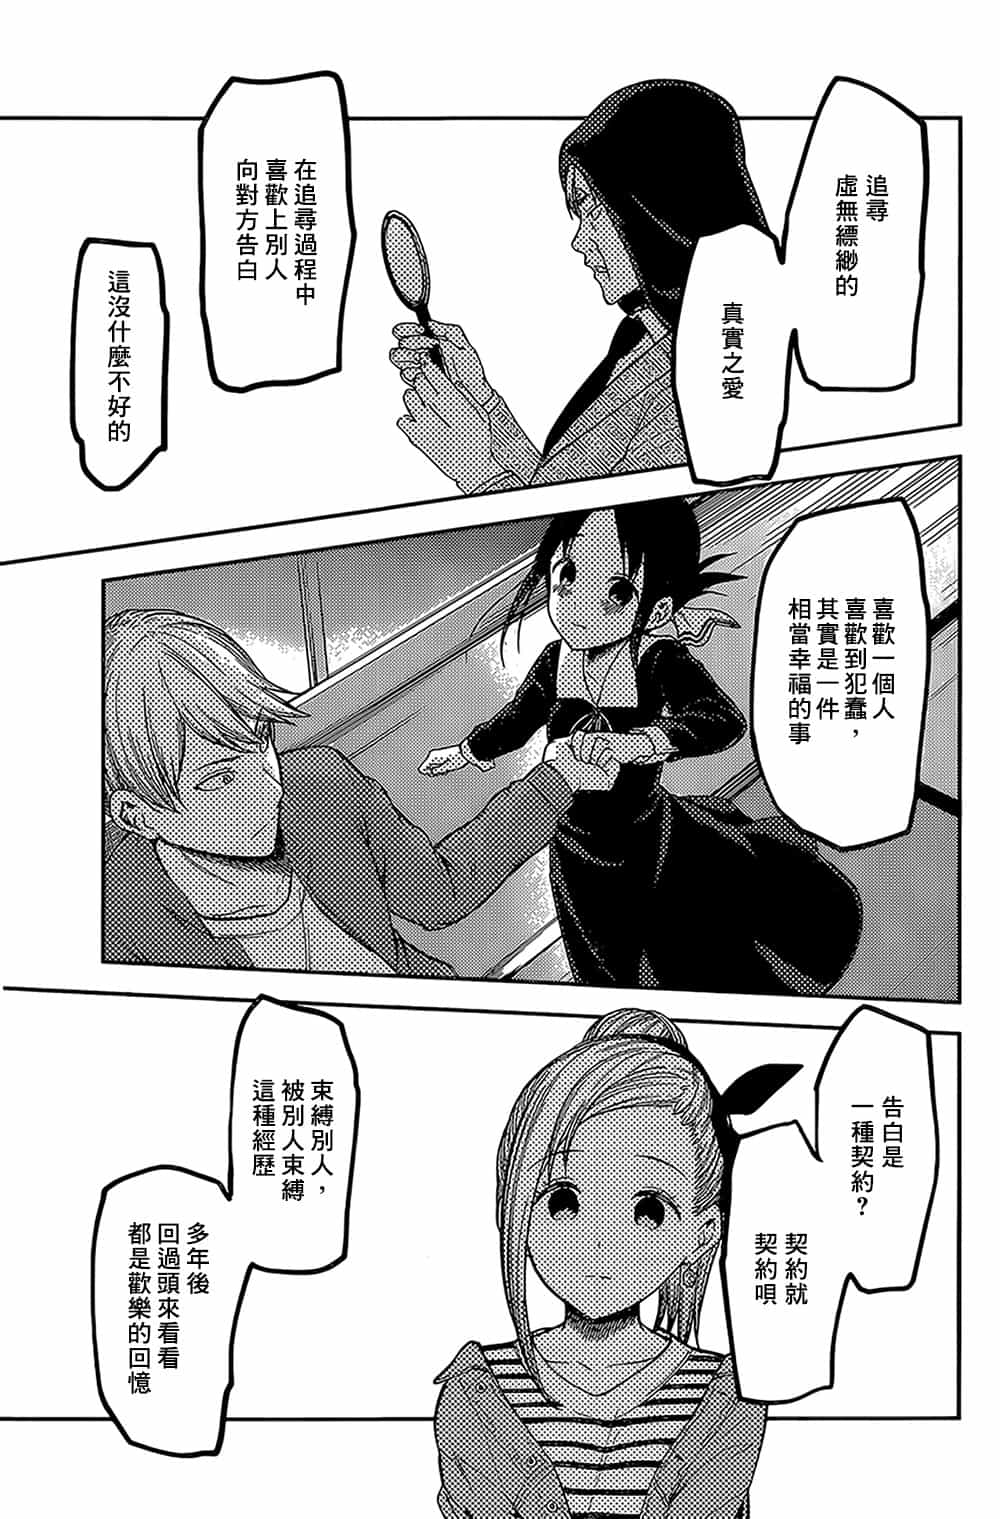 追尋
虛無縹緲的
真實之愛
在追尋過程中
喜歡上別人
向對方告白
這沒什麼不好的
喜歡一個人
喜歡到犯蠢，
其實是一件
相當幸福的事
告白是
一種契約？
契約就
契約唄
束縛別人，
被別人束縛
這種經歷
多年後
回過頭來看看
都是歡樂的回憶